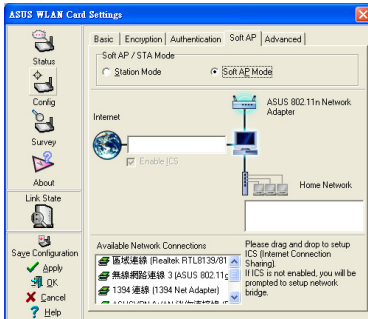 ASUS WLAN Card Settings
Status
Config
Survey
About
Link State
Save Configuration
Apply
OK
Cancel
? Help
Basic Encryption Authentication Soft AP Advanced
Soft AP / STA Mode
Station Mode Soft AP Mode
ASUS 802.11n Network
Adapter
Internet
Enable ICS
Home Network
Available Network Connections
區域連線 (Realtek RTL8139/81
無線網路連線 3 (ASUS 802.11g
1394 連線 (1394 Net Adapter)
Please drag and drop to setup
ICS (Internet Connection
Sharing).
If ICS is not enabled, you will be
prompted to setup network
bridge.